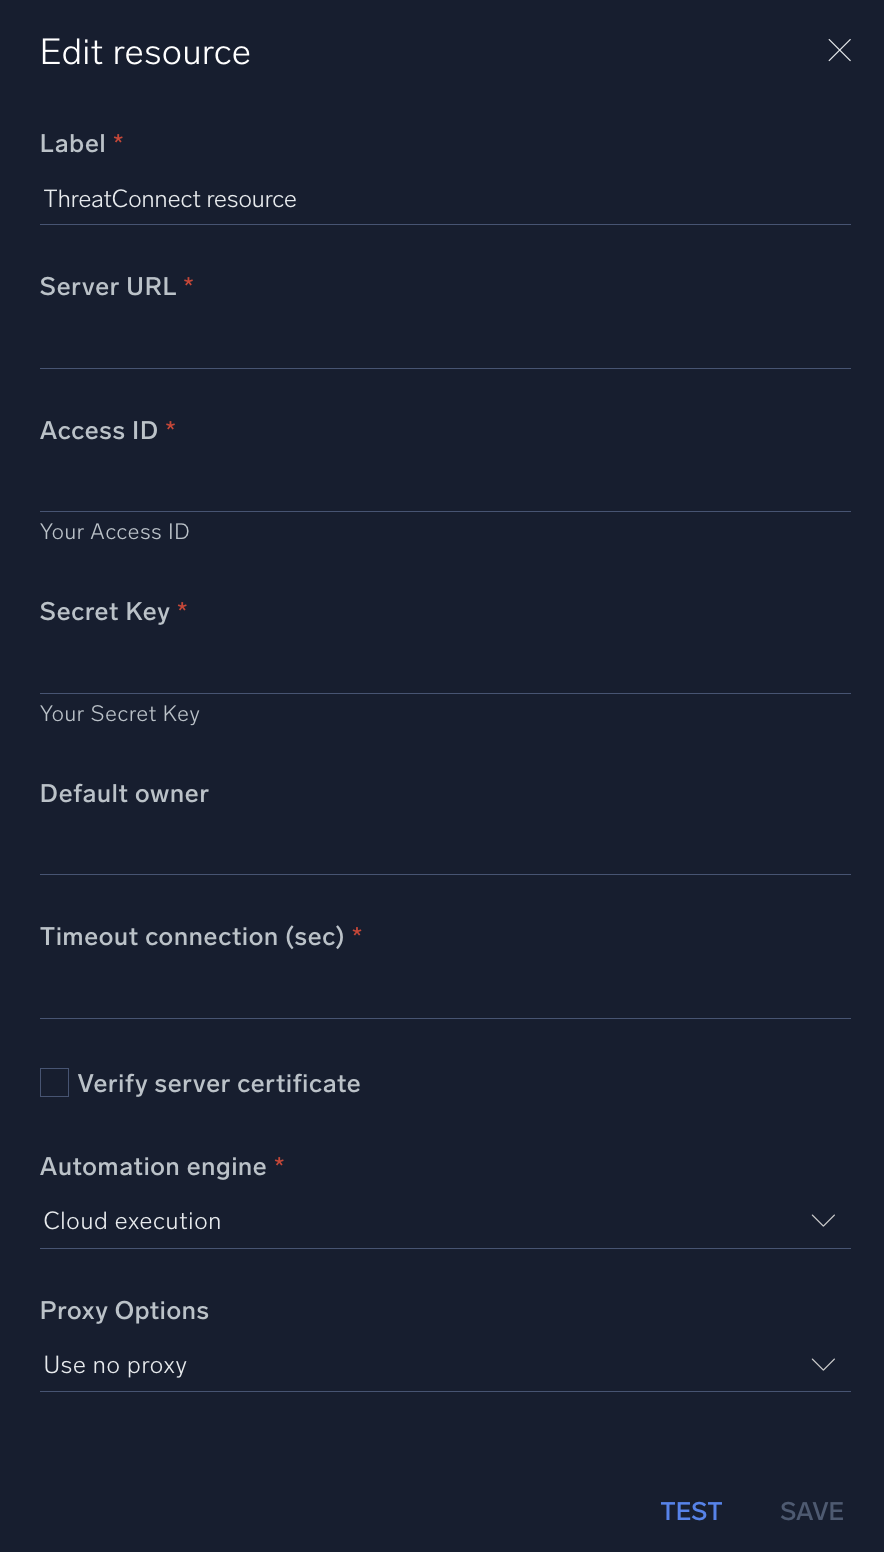 Edit resource
Label *
ThreatConnect resource
Server URL *
Access ID *
Your Access ID
Secret Key *
Your Secret Key
Default owner
Timeout connection (sec) *
Verify server certificate
Automation engine *
Cloud execution
Proxy Options
Use no proxy
TEST SAVE